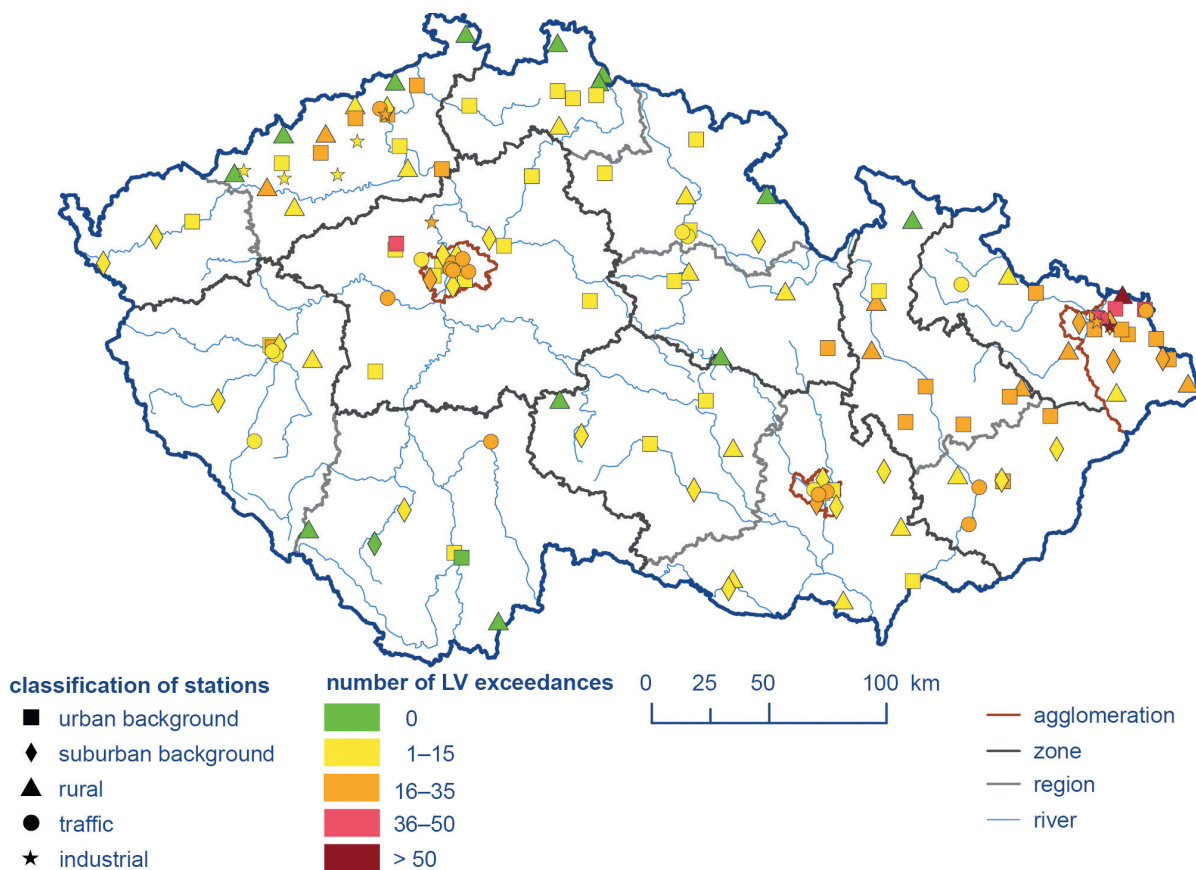 classification of stations
urban background
suburban background
rural
traffic
industrial
number of LV exceedances
0
1–15
16–35
36–50
> 50
0 25 50 100 km
agglomeration
zone
region
river